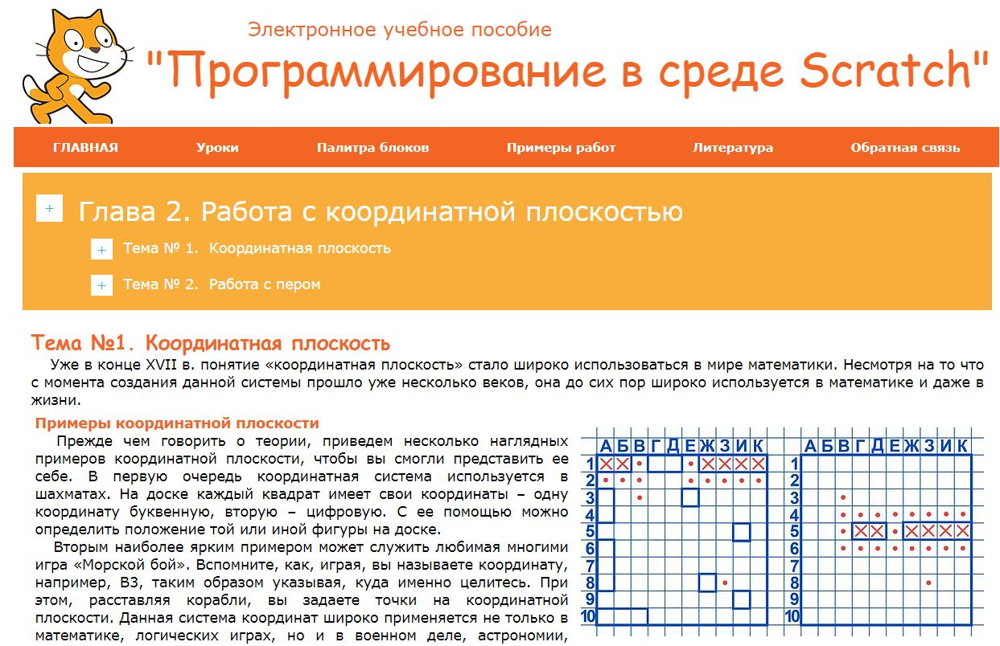 Электронное учебное пособие
"Программирование в среде Scratch"
ГЛАВНАЯ Уроки Палитра блоков Примеры работ Литература Обратная связь
+ Глава 2. Работа с координатной плоскостью
+ Тема № 1. Координатная плоскость
+ Тема № 2. Работа с пером
Тема №1. Координатная плоскость
Уже в конце XVII в. понятие «координатная плоскость» стало широко использоваться в мире математики. Несмотря на то что
с момента создания данной системы прошло уже несколько веков, она до сих пор широко используется в математике и даже в
жизни.
Примеры координатной плоскости
Прежде чем говорить о теории, приведем несколько наглядных
примеров координатной плоскости, чтобы вы смогли представить ее
себе. В первую очередь координатная система используется в
шахматах. На доске каждый квадрат имеет свои координаты – одну
координату буквенную, вторую – цифровую. С ее помощью можно
определить положение той или иной фигуры на доске.
Вторым наиболее ярким примером может служить любимая многими
игра «Морской бой». Вспомните, как, играя, вы называете координату,
например, В3, таким образом указывая, куда именно целитесь. При
этом, расставляя корабли, вы задаете точки на координатной
плоскости. Данная система координат широко применяется не только в
математике, логических играх, но и в военном деле, астрономии,
А Б В Г Д Е Ж З И К
1
2
3
4
5
6
7
8
9
10
А Б В Г Д Е Ж З И К
1
2
3
4
5
6
7
8
9
10